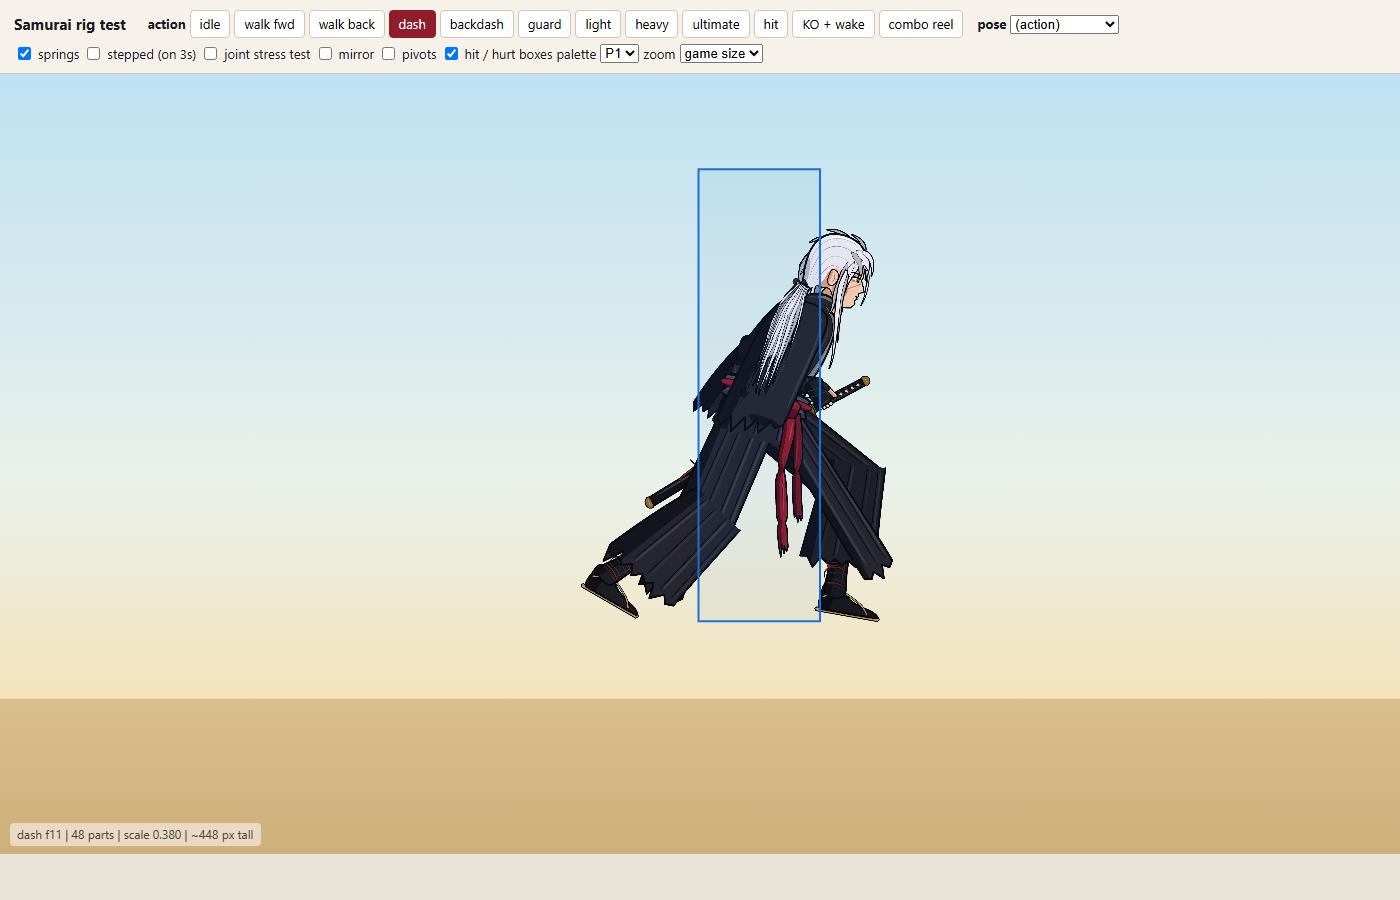 Samurai rig test action idle walk fwd walk back dash backdash guard light heavy ultimate hit KO + wake combo reel pose (action)
springs stepped (on 3s) joint stress test mirror pivots hit / hurt boxes palette P1 zoom game size
dash f11 | 48 parts | scale 0.380 | ~448 px tall